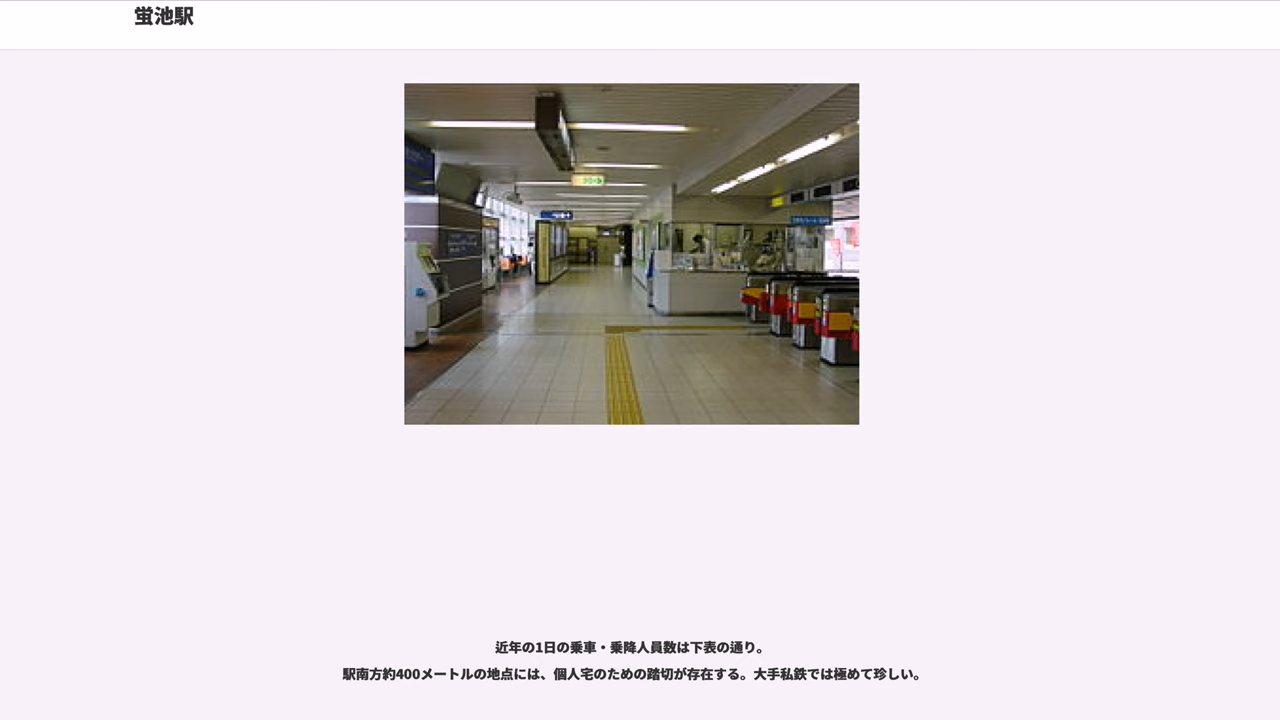 蛍池駅
近年の1日の乗車・乗降人員数は下表の通り。
駅南方約400メートルの地点には、個人宅のための踏切が存在する。大手私鉄では極めて珍しい。